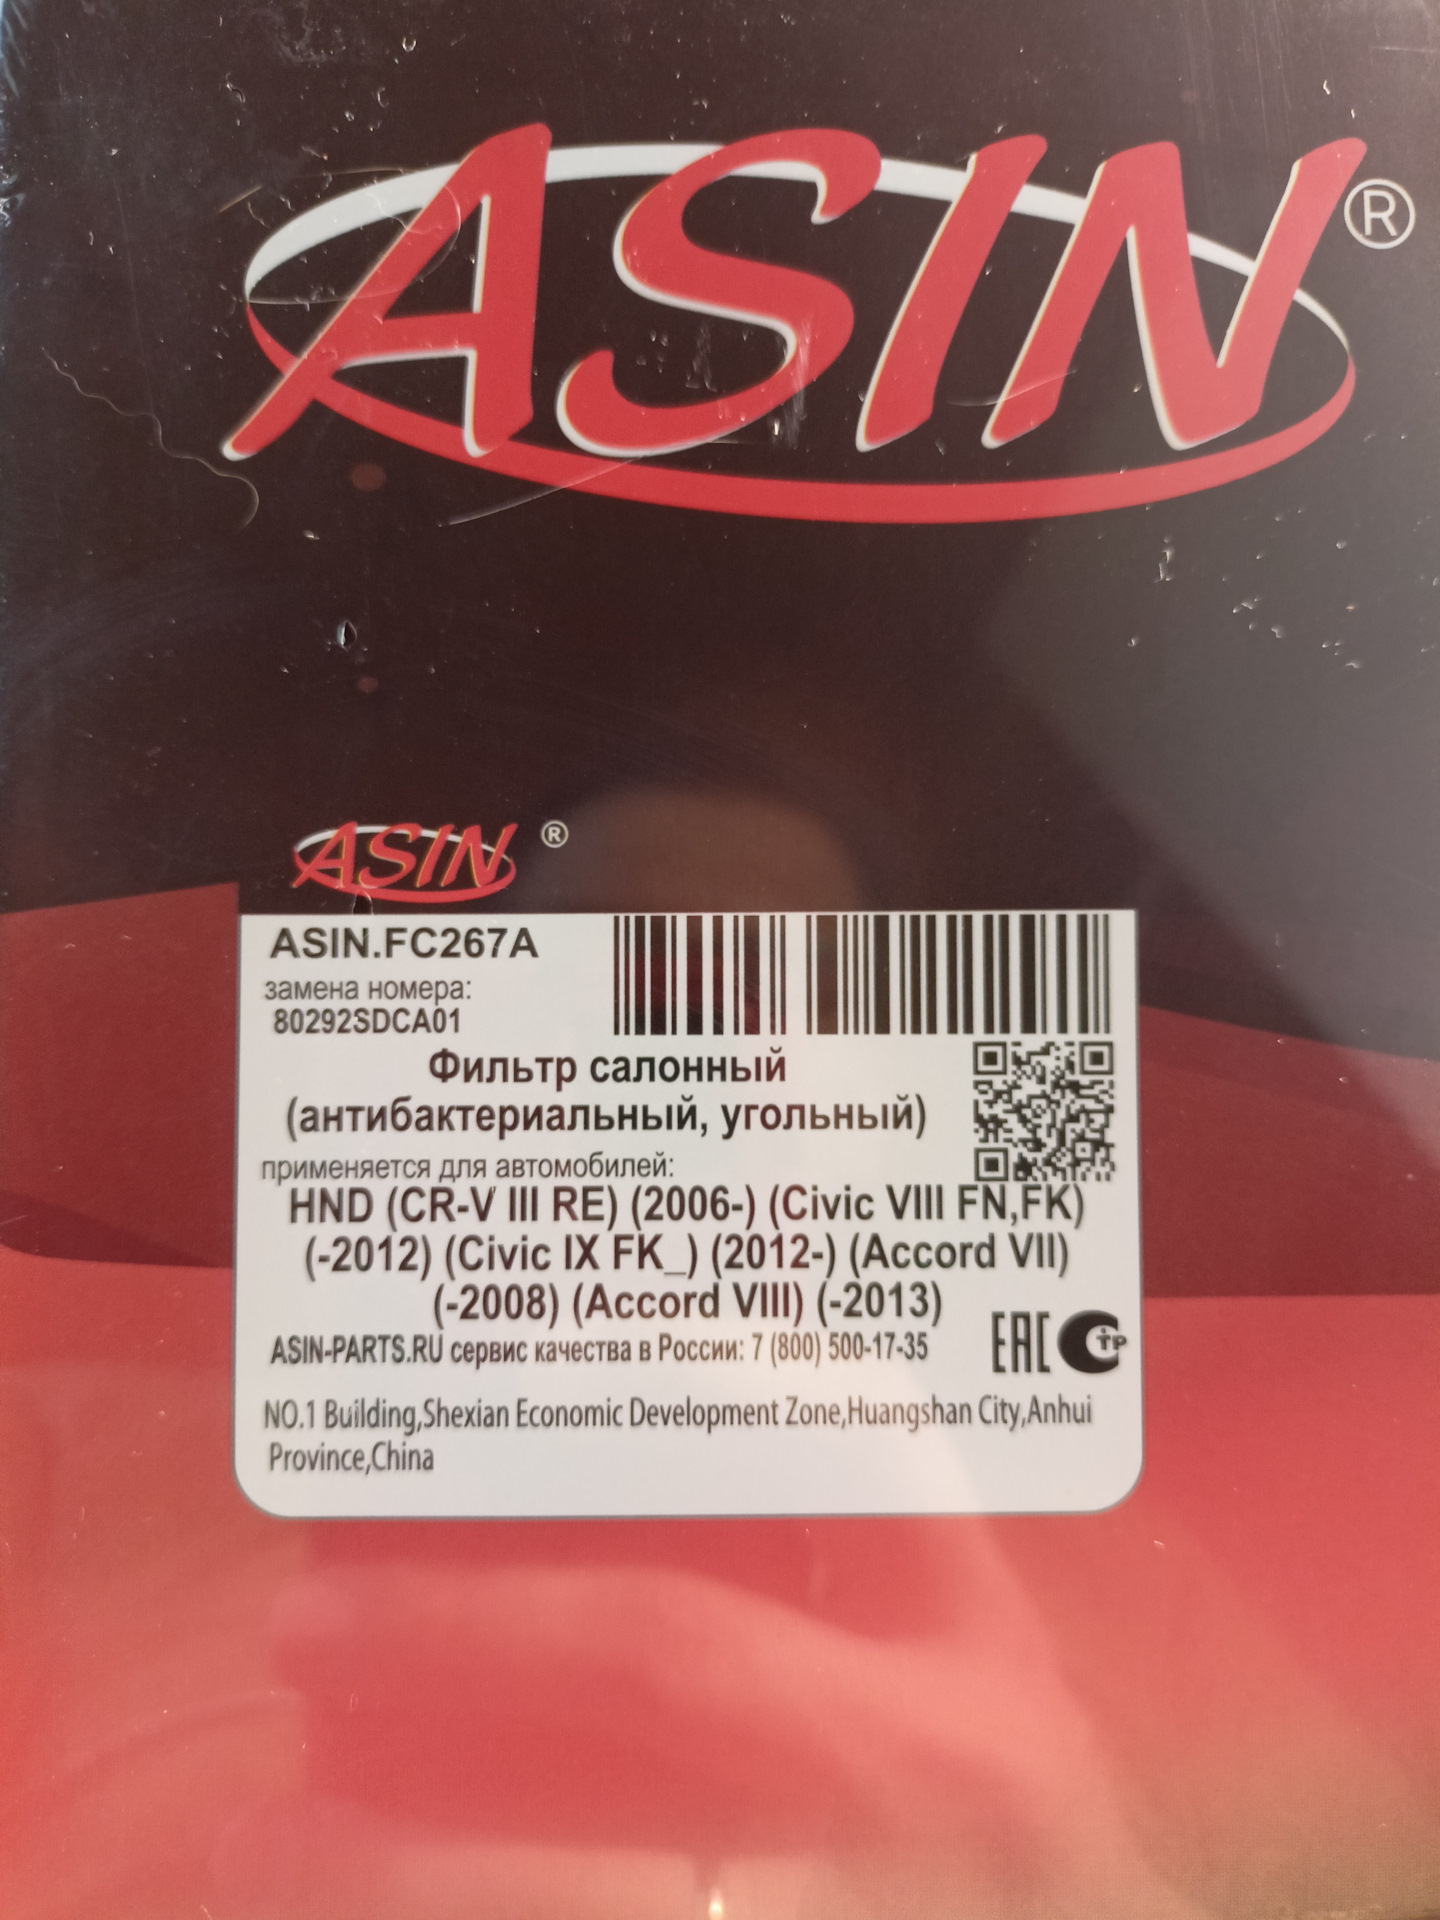 ASIN®
ASIN ®
ASIN.FC267A
замена номера:
80292SDCA01
Фильтр салонный
(антибактериальный, угольный)
применяется для автомобилей:
HND (CR-V III RE) (2006-) (Civic VIII FN,FK)
(-2012) (Civic IX FK_) (2012-) (Accord VII)
(-2008) (Accord VIII) (-2013)
EAC СТР
ASIN-PARTS.RU сервис качества в России: 7 (800) 500-17-35
NO.1 Building,Shexian Economic Development Zone,Huangshan City,Anhui
Province,China